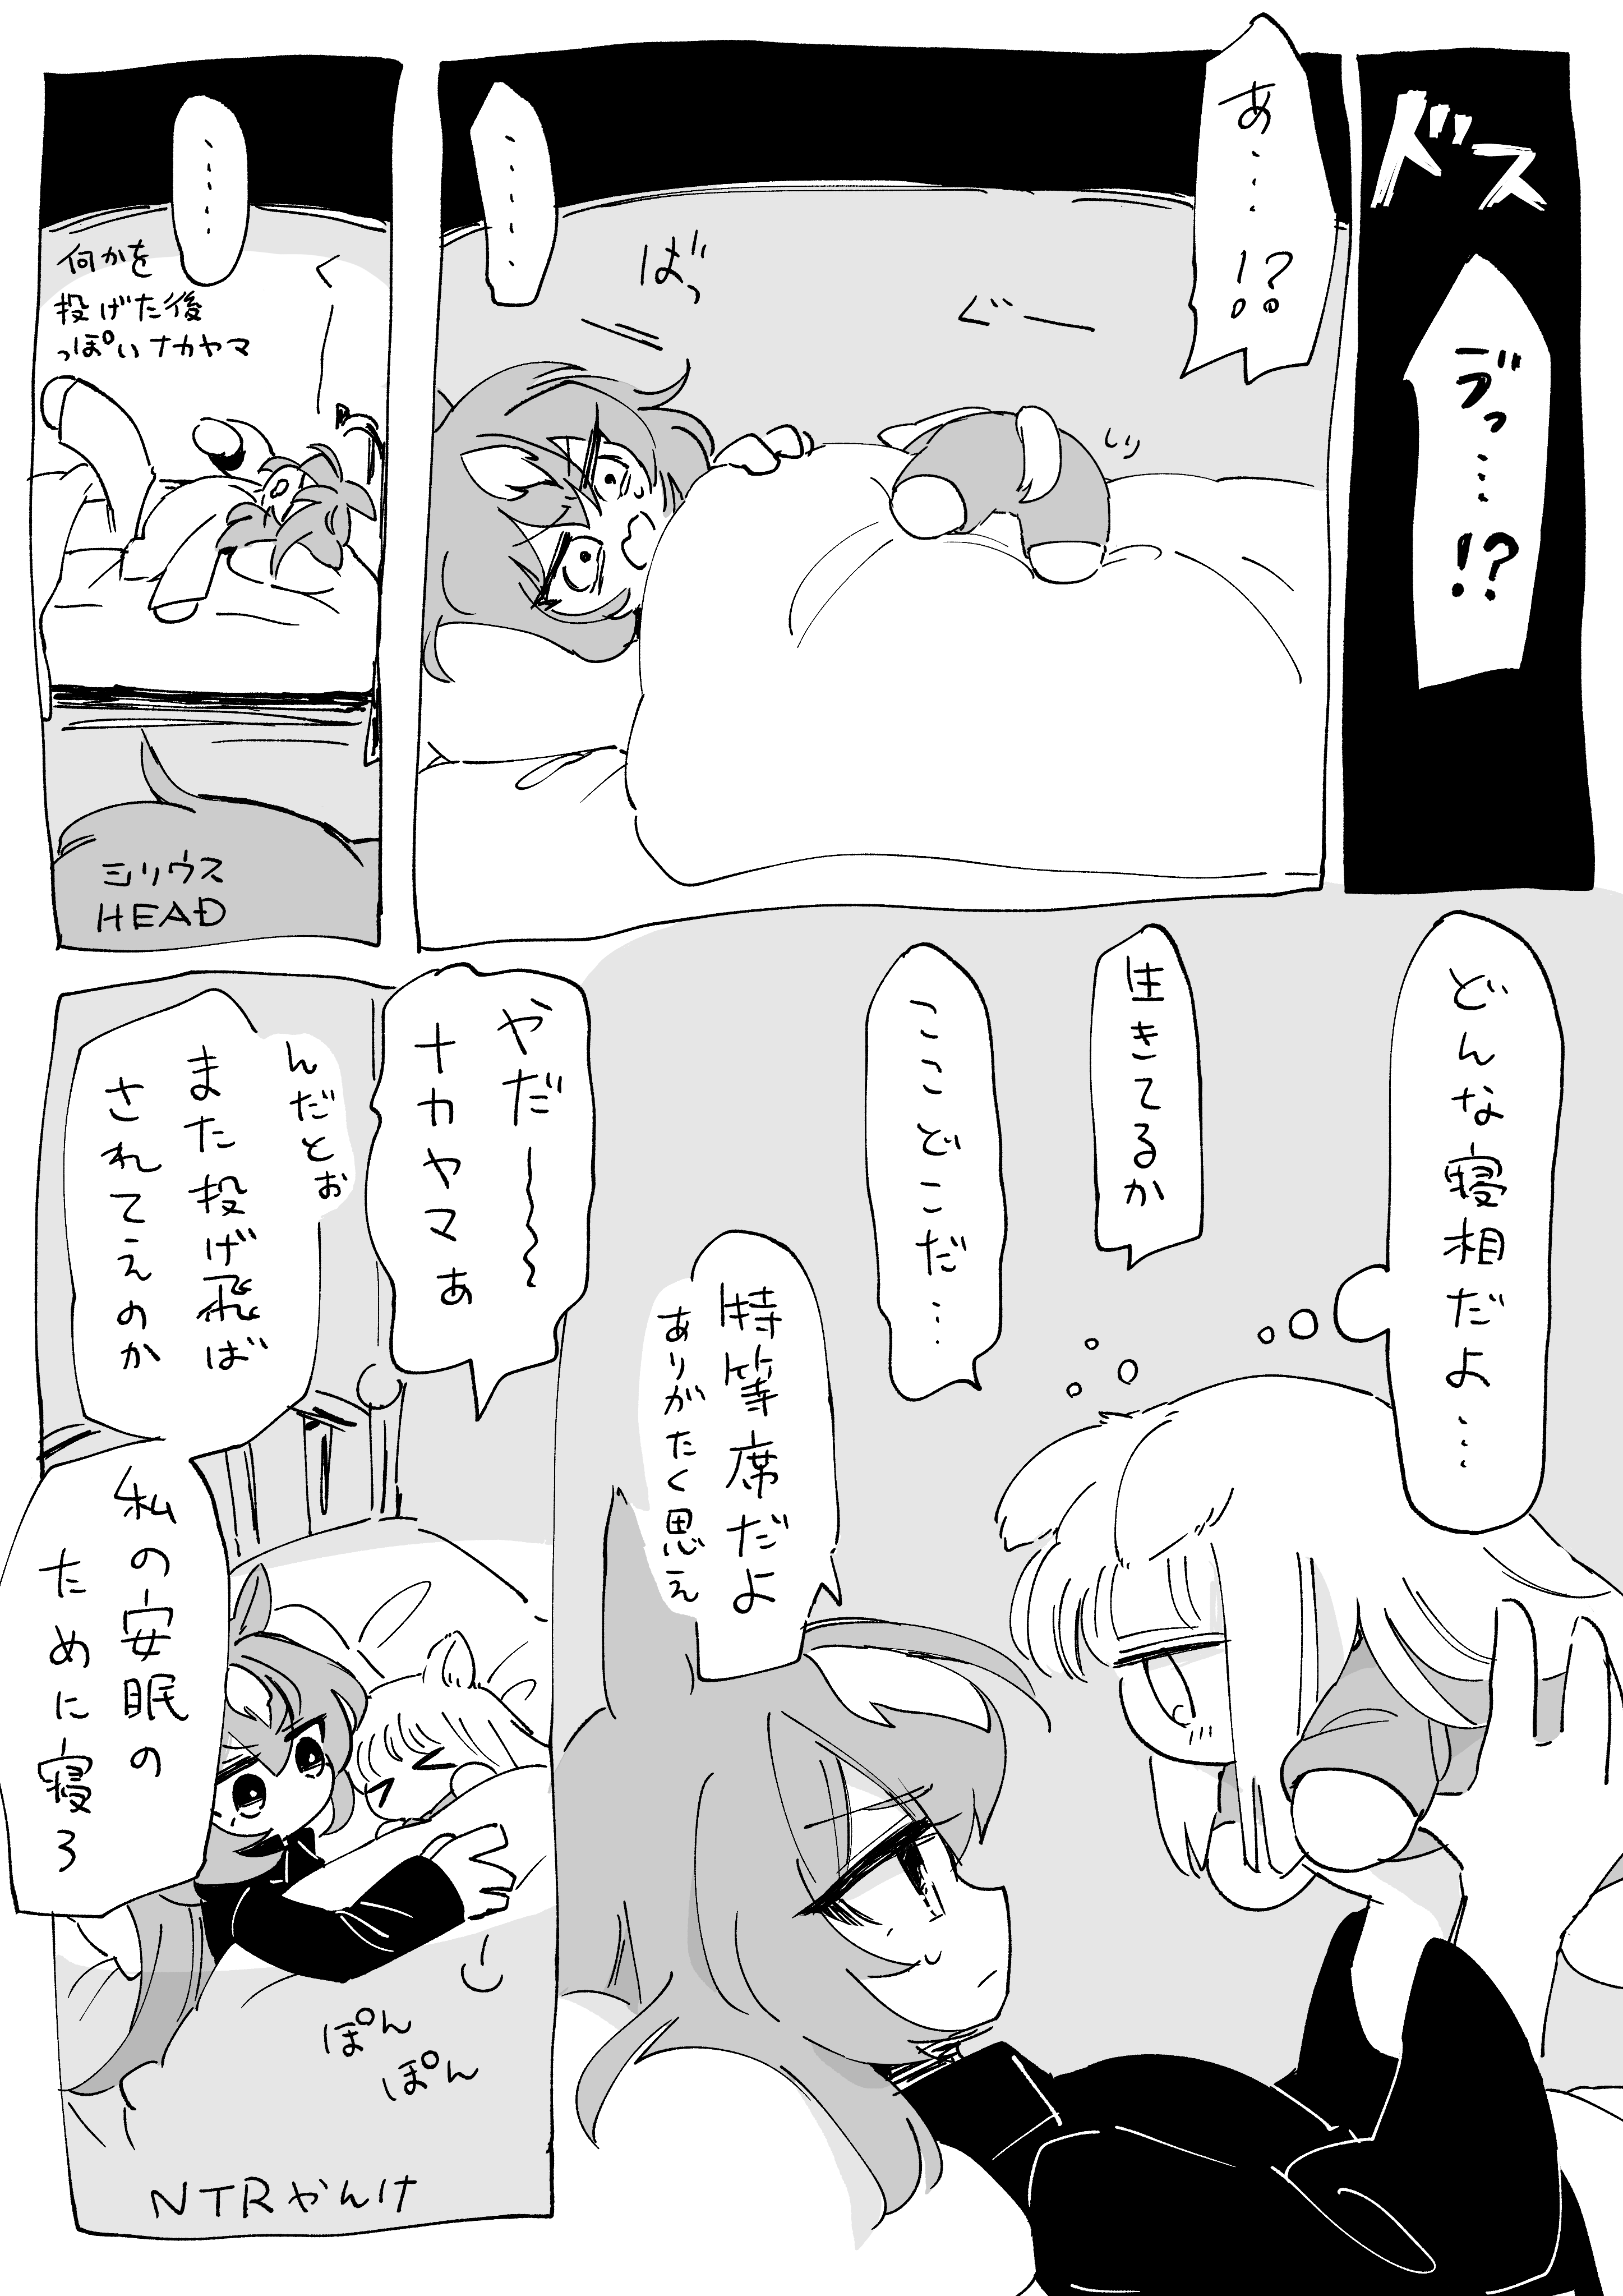 ドス
ヴっ…!?
あ…!?
ぐー
しり
ばっ
……
……
何かを
投げた後
っぽいナカヤマ
シリウス
HEAD
どんな寝相だよ…
生きてるか
ここどこだ…
特等席だよ
ありがたく思え
やだ〜
ナカヤマぁ
んだとぉ
また投げ飛ば
されてえのか
私の安眠の
ために寝ろ
ぽん
ぽん
NTRやんけ